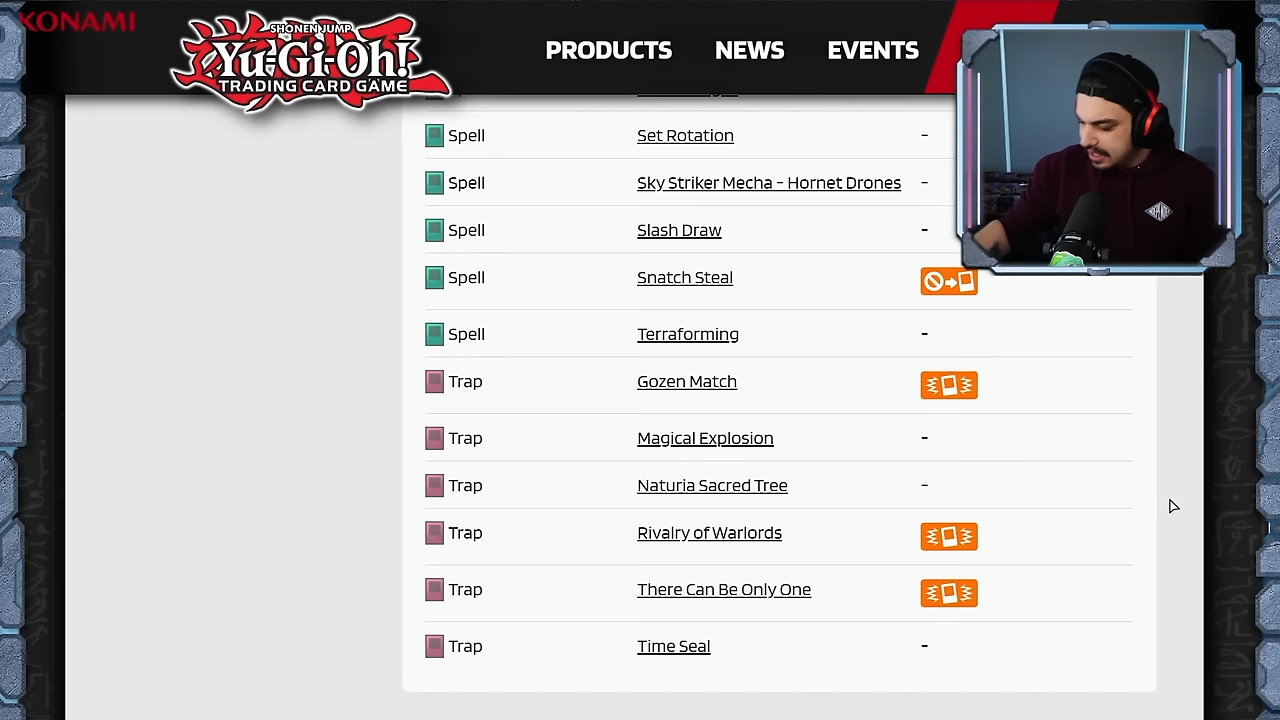 KONAMI
SHONEN JUMP
Yu-Gi-Oh!
TRADING CARD GAME
PRODUCTS NEWS EVENTS
Spell Set Rotation -
Spell Sky Striker Mecha - Hornet Drones -
Spell Slash Draw -
Spell Snatch Steal
Spell Terraforming -
Trap Gozen Match
Trap Magical Explosion -
Trap Naturia Sacred Tree -
Trap Rivalry of Warlords
Trap There Can Be Only One
Trap Time Seal -